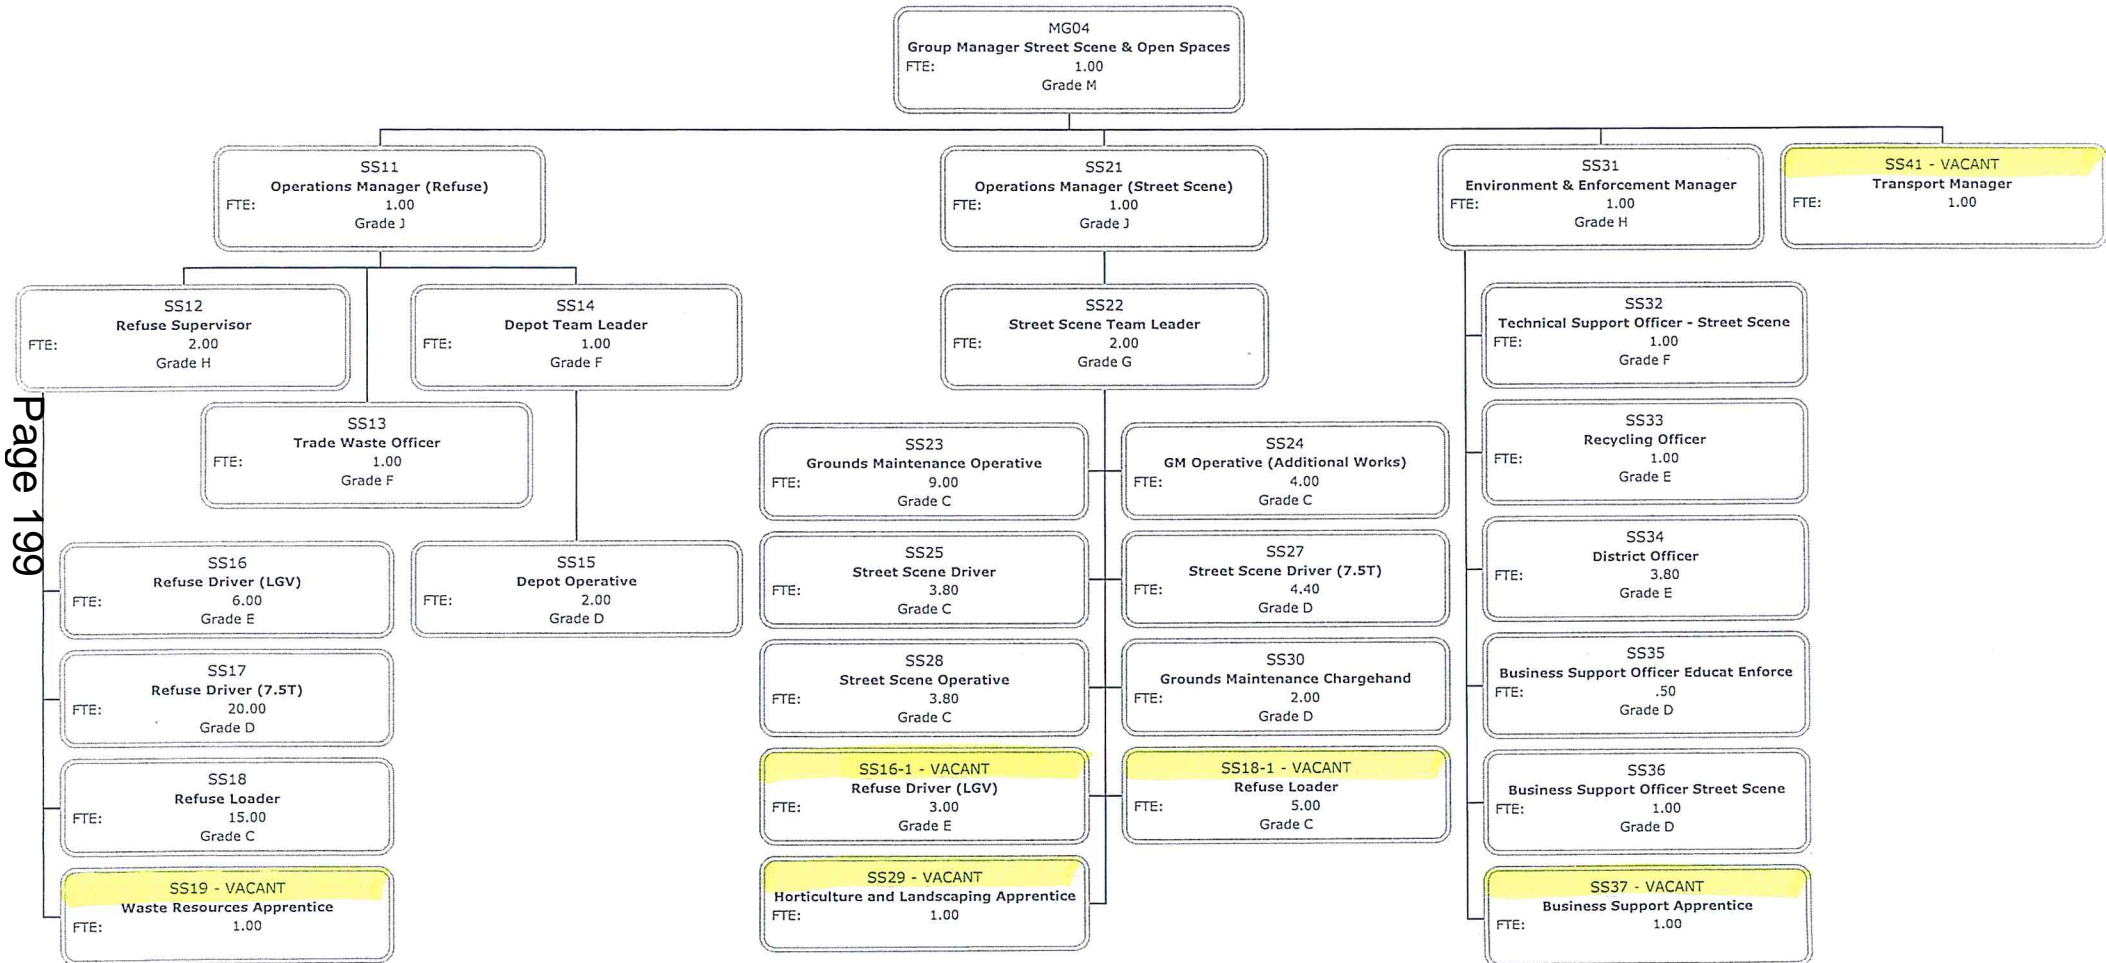 MG04
Group Manager Street Scene & Open Spaces
FTE: 1.00
Grade M
SS11
Operations Manager (Refuse)
FTE: 1.00
Grade J
SS21
Operations Manager (Street Scene)
FTE: 1.00
Grade J
SS31
Environment & Enforcement Manager
FTE: 1.00
Grade H
SS41 - VACANT
Transport Manager
FTE: 1.00
SS12
Refuse Supervisor
FTE: 2.00
Grade H
SS14
Depot Team Leader
FTE: 1.00
Grade F
SS13
Trade Waste Officer
FTE: 1.00
Grade F
SS16
Refuse Driver (LGV)
FTE: 6.00
Grade E
SS15
Depot Operative
FTE: 2.00
Grade D
SS17
Refuse Driver (7.5T)
FTE: 20.00
Grade D
SS18
Refuse Loader
FTE: 15.00
Grade C
SS19 - VACANT
Waste Resources Apprentice
FTE: 1.00
SS22
Street Scene Team Leader
FTE: 2.00
Grade G
SS23
Grounds Maintenance Operative
FTE: 9.00
Grade C
SS24
GM Operative (Additional Works)
FTE: 4.00
Grade C
SS25
Street Scene Driver
FTE: 3.80
Grade C
SS27
Street Scene Driver (7.5T)
FTE: 4.40
Grade D
SS28
Street Scene Operative
FTE: 3.80
Grade C
SS30
Grounds Maintenance Chargehand
FTE: 2.00
Grade D
SS16-1 - VACANT
Refuse Driver (LGV)
FTE: 3.00
Grade E
SS18-1 - VACANT
Refuse Loader
FTE: 5.00
Grade C
SS29 - VACANT
Horticulture and Landscaping Apprentice
FTE: 1.00
SS32
Technical Support Officer - Street Scene
FTE: 1.00
Grade F
SS33
Recycling Officer
FTE: 1.00
Grade E
SS34
District Officer
FTE: 3.80
Grade E
SS35
Business Support Officer Educat Enforce
FTE: .50
Grade D
SS36
Business Support Officer Street Scene
FTE: 1.00
Grade D
SS37 - VACANT
Business Support Apprentice
FTE: 1.00
Page 199